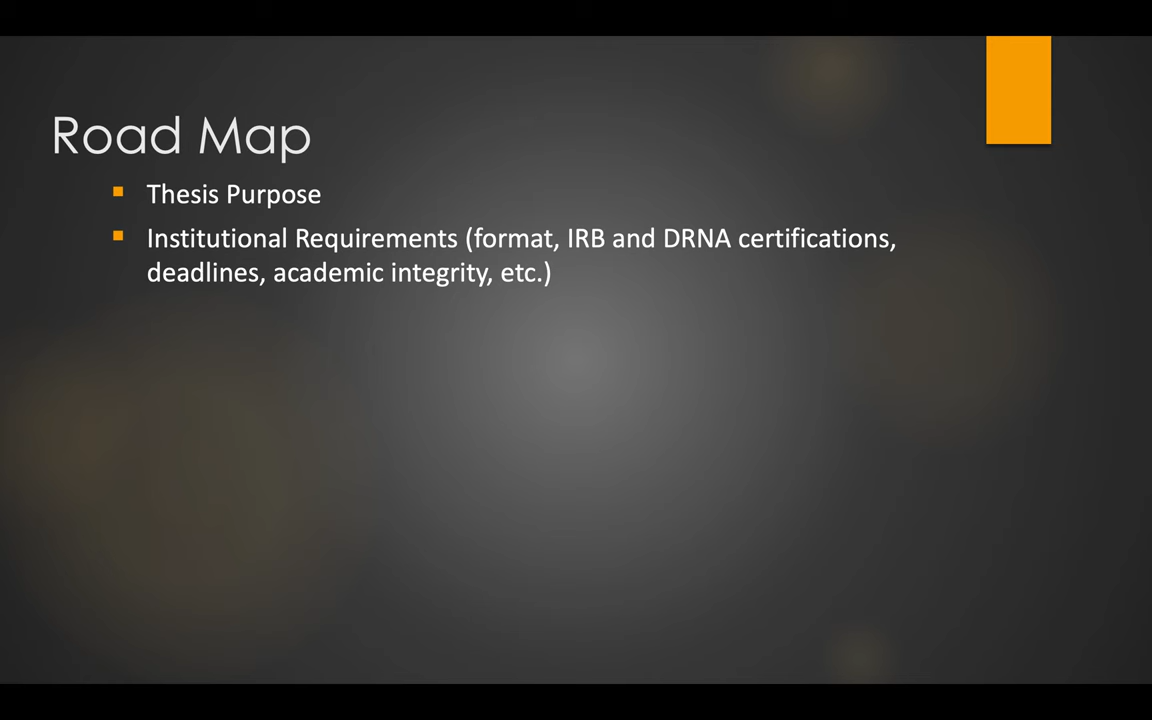 Road Map
Thesis Purpose
Institutional Requirements (format, IRB and DRNA certifications,
deadlines, academic integrity, etc.)